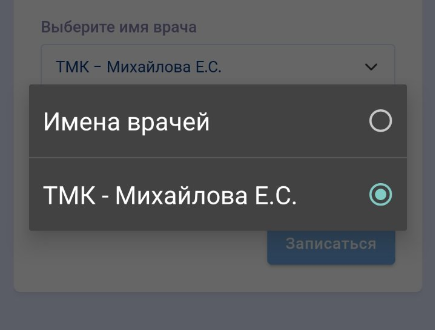 Выберите имя врача
ТМК - Михайлова Е.С.
Имена врачей
ТМК - Михайлова Е.С.
Записаться